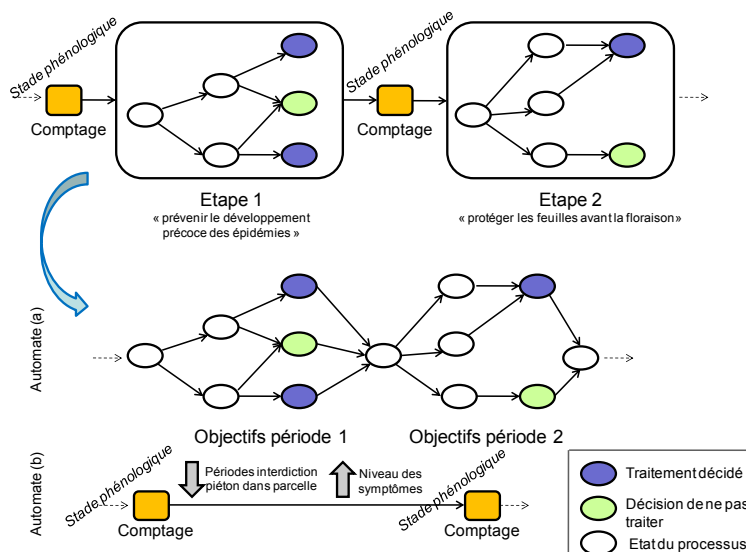 Stade phénologique
Stade phénologique
Comptage
Comptage
Etape 1
Etape 2
« prévenir le développement
précoce des épidémies »
« protéger les feuilles avant la floraison»
Automate (a)
Objectifs période 1
Objectifs période 2
Automate (b)
Stade phénologique
Périodes interdiction
piéton dans parcelle
Niveau des
symptômes
Stade phénologique
Comptage
Comptage
Traitement décidé
Décision de ne pas
traiter
Etat du processus